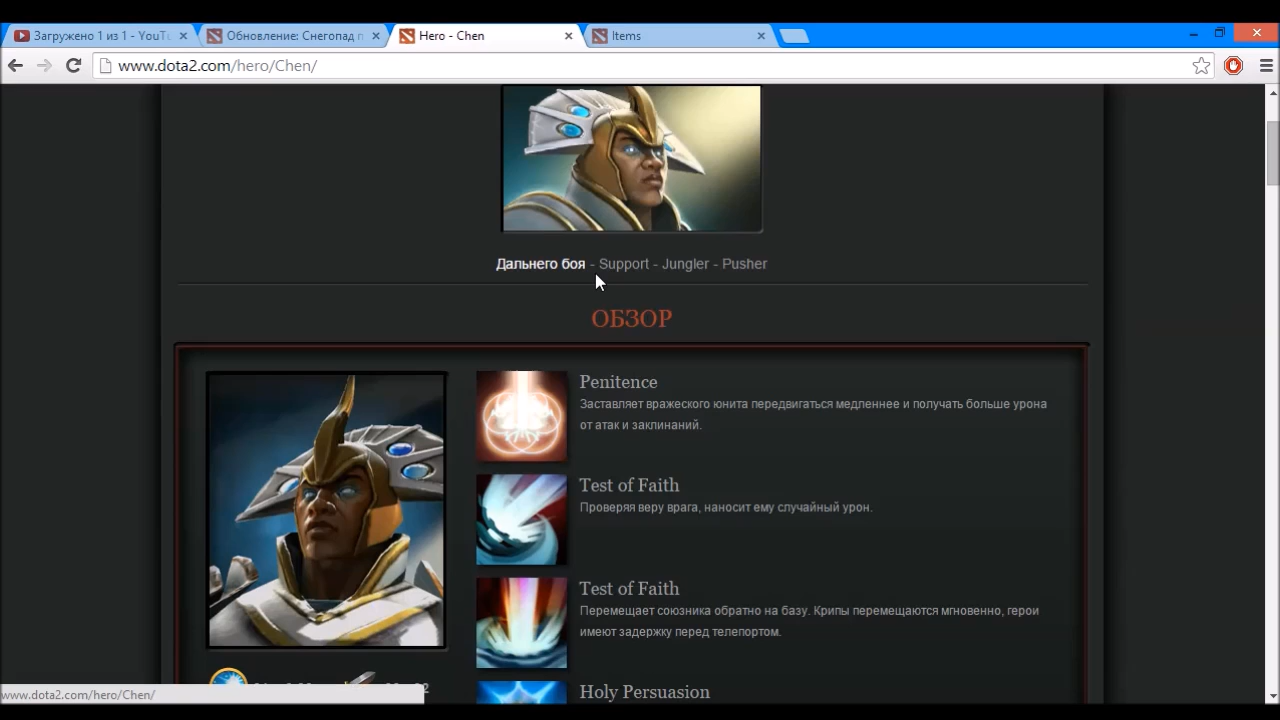 Загружено 1 из 1 - YouTu
Обновление: Снегопад п
Hero - Chen
Items
www.dota2.com/hero/Chen/
Дальнего боя - Support - Jungler - Pusher
ОБЗОР
Penitence
Заставляет вражеского юнита передвигаться медленнее и получать больше урона
от атак и заклинаний.
Test of Faith
Проверяя веру врага, наносит ему случайный урон.
Test of Faith
Перемещает союзника обратно на базу. Крипы перемещаются мгновенно, герои
имеют задержку перед телепортом.
Holy Persuasion
www.dota2.com/hero/Chen/